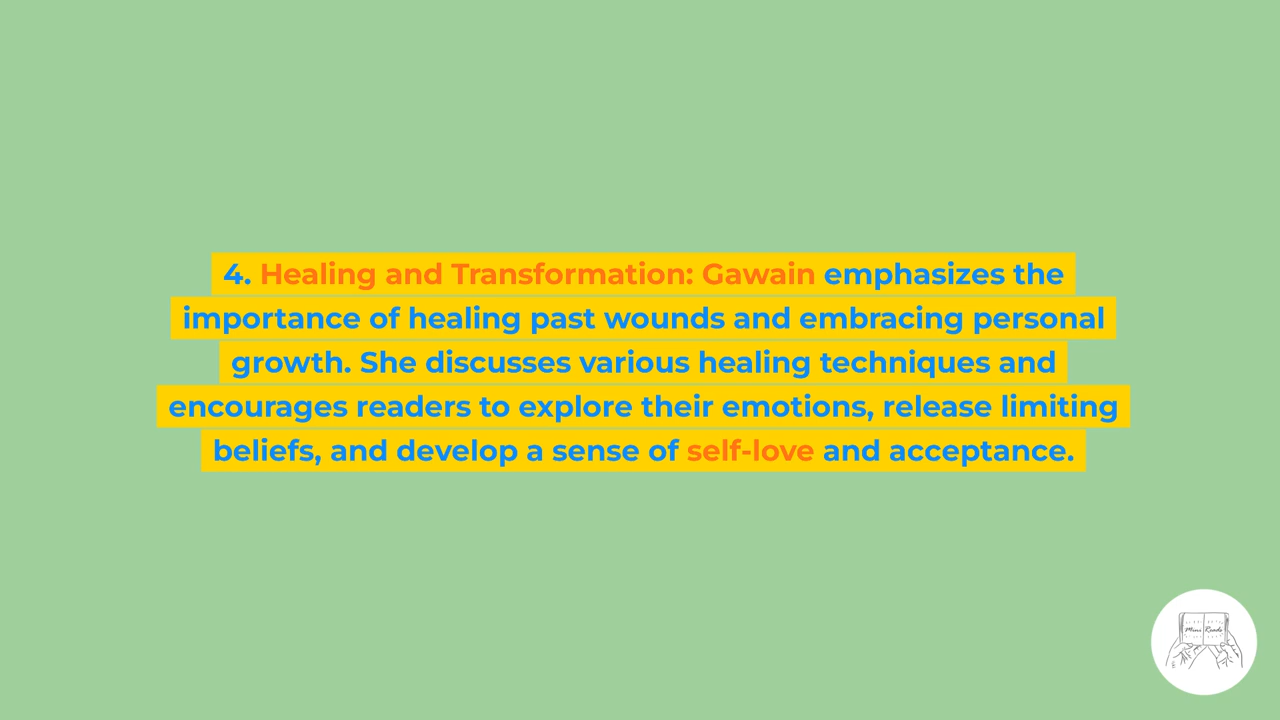 4. Healing and Transformation: Gawain emphasizes the
importance of healing past wounds and embracing personal
growth. She discusses various healing techniques and
encourages readers to explore their emotions, release limiting
beliefs, and develop a sense of self-love and acceptance.
Mini Reads